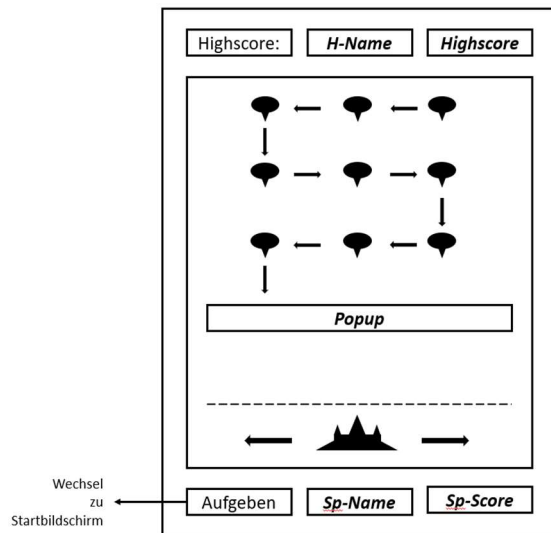 Highscore:
H-Name
Highscore
Popup
Wechsel
zu
Startbildschirm
Aufgeben
Sp-Name
Sp-Score